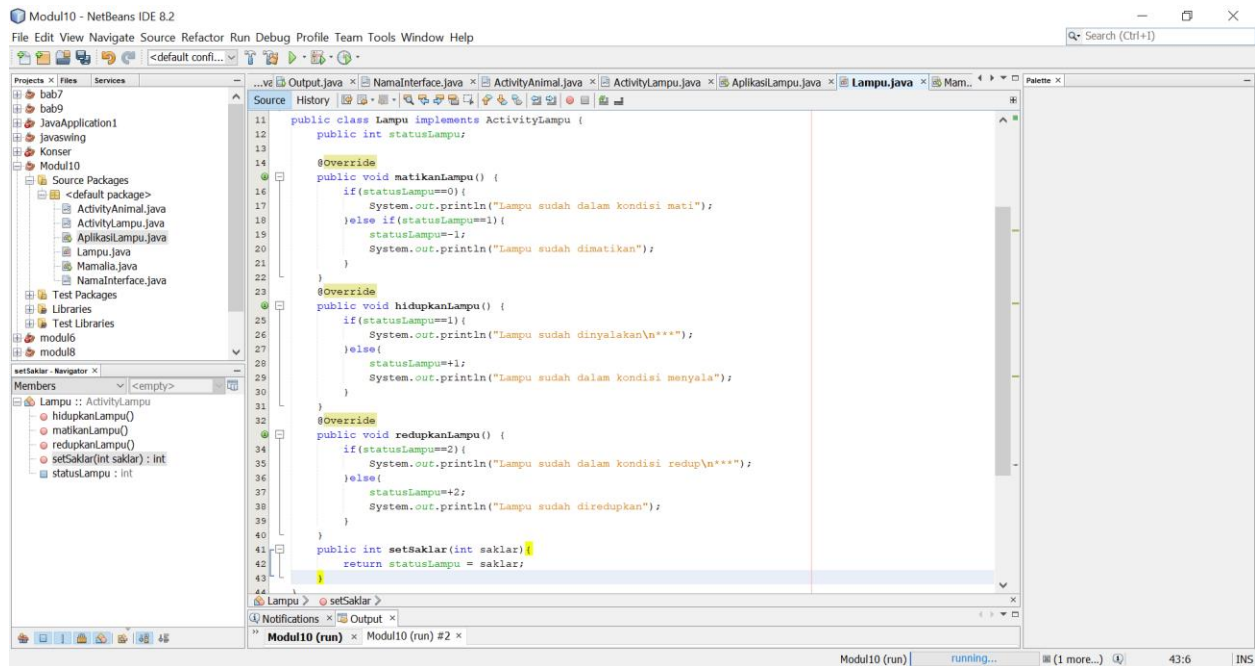 Modul10 - NetBeans IDE 8.2
File Edit View Navigate Source Refactor Run Debug Profile Team Tools Window Help
Search (Ctrl+I)
<default confi...
Projects × Files Services
bab7
bab9
JavaApplication1
javaswing
Konser
Modul10
Source Packages
<default package>
ActivityAnimal.java
ActivityLampu.java
AplikasiLampu.java
Lampu.java
Mamalia.java
NamaInterface.java
Test Packages
Libraries
Test Libraries
modul6
modul8
setSaklar - Navigator ×
Members <empty>
Lampu :: ActivityLampu
hidupkanLampu()
matikanLampu()
redupkanLampu()
setSaklar(int saklar) : int
statusLampu : int
...va Output.java × NamaInterface.java × ActivityAnimal.java × ActivityLampu.java × AplikasiLampu.java × Lampu.java × Mam..
Source History
11 public class Lampu implements ActivityLampu {
12 public int statusLampu;
13
14 @Override
public void matikanLampu() {
16 if(statusLampu==0){
17 System.out.println("Lampu sudah dalam kondisi mati");
18 }else if(statusLampu==1){
19 statusLampu=-1;
20 System.out.println("Lampu sudah dimatikan");
21 }
22 }
23 @Override
public void hidupkanLampu() {
25 if(statusLampu==1){
26 System.out.println("Lampu sudah dinyalakan\n***");
27 }else{
28 statusLampu=+1;
29 System.out.println("Lampu sudah dalam kondisi menyala");
30 }
31 }
32 @Override
public void redupkanLampu() {
34 if(statusLampu==2){
35 System.out.println("Lampu sudah dalam kondisi redup\n***");
36 }else{
37 statusLampu=+2;
38 System.out.println("Lampu sudah diredupkan");
39 }
40 }
41 public int setSaklar(int saklar){
42 return statusLampu = saklar;
43 }
44 }
Lampu > setSaklar >
Notifications × Output ×
Modul10 (run) × Modul10 (run) #2 ×
Palette ×
Modul10 (run) running... (1 more...) 43:6 INS